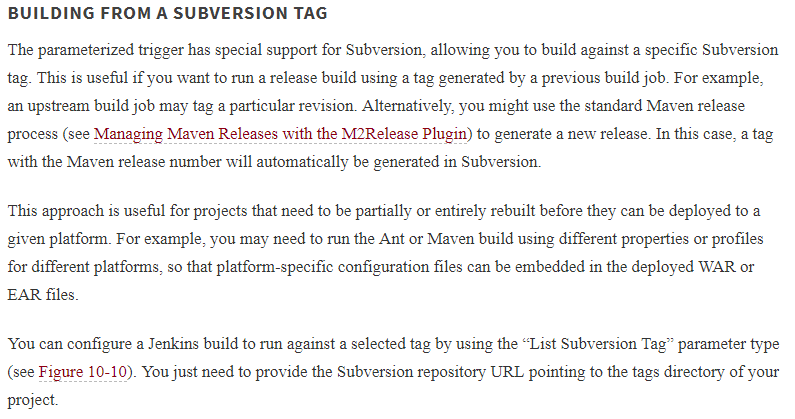 BUILDING FROM A SUBVERSION TAG
The parameterized trigger has special support for Subversion, allowing you to build against a specific Subversion
tag. This is useful if you want to run a release build using a tag generated by a previous build job. For example,
an upstream build job may tag a particular revision. Alternatively, you might use the standard Maven release
process (see Managing Maven Releases with the M2Release Plugin) to generate a new release. In this case, a tag
with the Maven release number will automatically be generated in Subversion.
This approach is useful for projects that need to be partially or entirely rebuilt before they can be deployed to a
given platform. For example, you may need to run the Ant or Maven build using different properties or profiles
for different platforms, so that platform-specific configuration files can be embedded in the deployed WAR or
EAR files.
You can configure a Jenkins build to run against a selected tag by using the “List Subversion Tag” parameter type
(see Figure 10-10). You just need to provide the Subversion repository URL pointing to the tags directory of your
project.